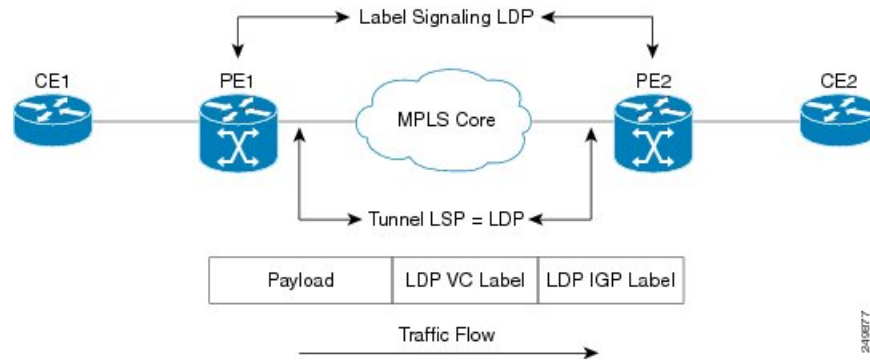 Label Signaling LDP
CE1
PE1
PE2
CE2
MPLS Core
Tunnel LSP = LDP
Payload
LDP VC Label
LDP IGP Label
Traffic Flow
249877